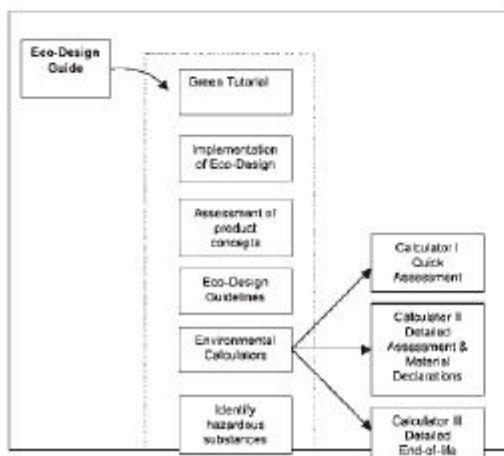 Eco-Design
Guide
Green Tutorial
Implementation
of Eco-Design
Assessment of
product
concepts
Eco-Design
Guidelines
Environmental
Calculators
Identify
hazardous
substances
Calculator I
Quick
Assessment
Calculator II
Detailed
Assessment &
Material
Declarations
Calculator III
Detailed
End-of-life